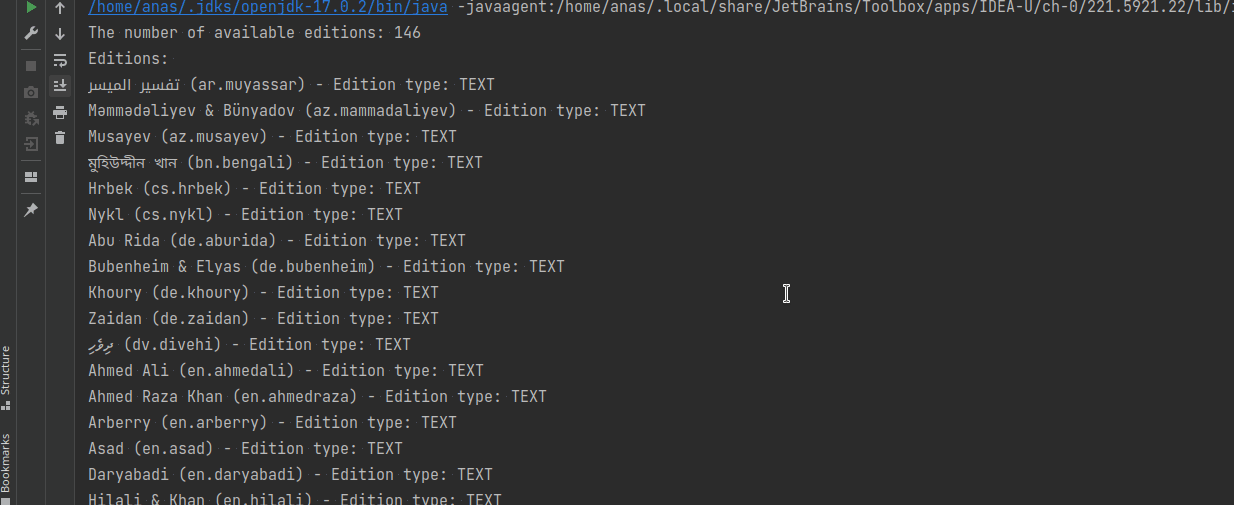 /home/anas/.jdks/openjdk-17.0.2/bin/java -javaagent:/home/anas/.local/share/JetBrains/Toolbox/apps/IDEA-U/ch-0/221.5921.22/lib/
The number of available editions: 146
Editions:
تفسير الميسر (ar.muyassar) - Edition type: TEXT
Məmmədəliyev & Bünyadov (az.mammadaliyev) - Edition type: TEXT
Musayev (az.musayev) - Edition type: TEXT
মুহিউদ্দীন খান (bn.bengali) - Edition type: TEXT
Hrbek (cs.hrbek) - Edition type: TEXT
Nykl (cs.nykl) - Edition type: TEXT
Abu Rida (de.aburida) - Edition type: TEXT
Bubenheim & Elyas (de.bubenheim) - Edition type: TEXT
Khoury (de.khoury) - Edition type: TEXT
Zaidan (de.zaidan) - Edition type: TEXT
ދިވެހި (dv.divehi) - Edition type: TEXT
Ahmed Ali (en.ahmedali) - Edition type: TEXT
Ahmed Raza Khan (en.ahmedraza) - Edition type: TEXT
Arberry (en.arberry) - Edition type: TEXT
Asad (en.asad) - Edition type: TEXT
Daryabadi (en.daryabadi) - Edition type: TEXT
Hilali & Khan (en.hilali) - Edition type: TEXT
Structure
Bookmarks